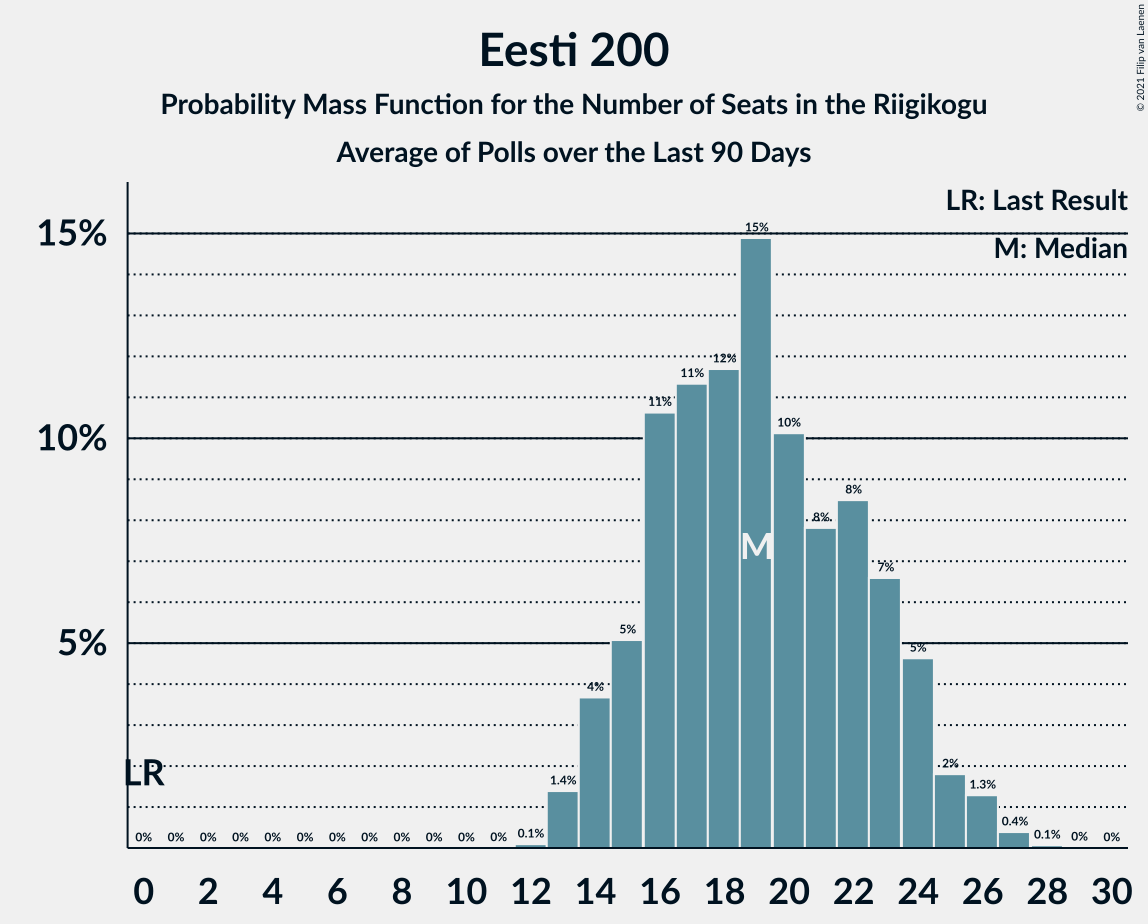 Eesti 200
Probability Mass Function for the Number of Seats in the Riigikogu
Average of Polls over the Last 90 Days
© 2021 Filip van Laenen
LR: Last Result
M: Median
15%
10%
5%
LR
M
0% 0% 0% 0% 0% 0% 0% 0% 0% 0% 0% 0% 0.1% 1.4% 4% 5% 11% 11% 12% 15% 10% 8% 8% 7% 5% 2% 1.3% 0.4% 0.1% 0% 0%
0 2 4 6 8 10 12 14 16 18 20 22 24 26 28 30